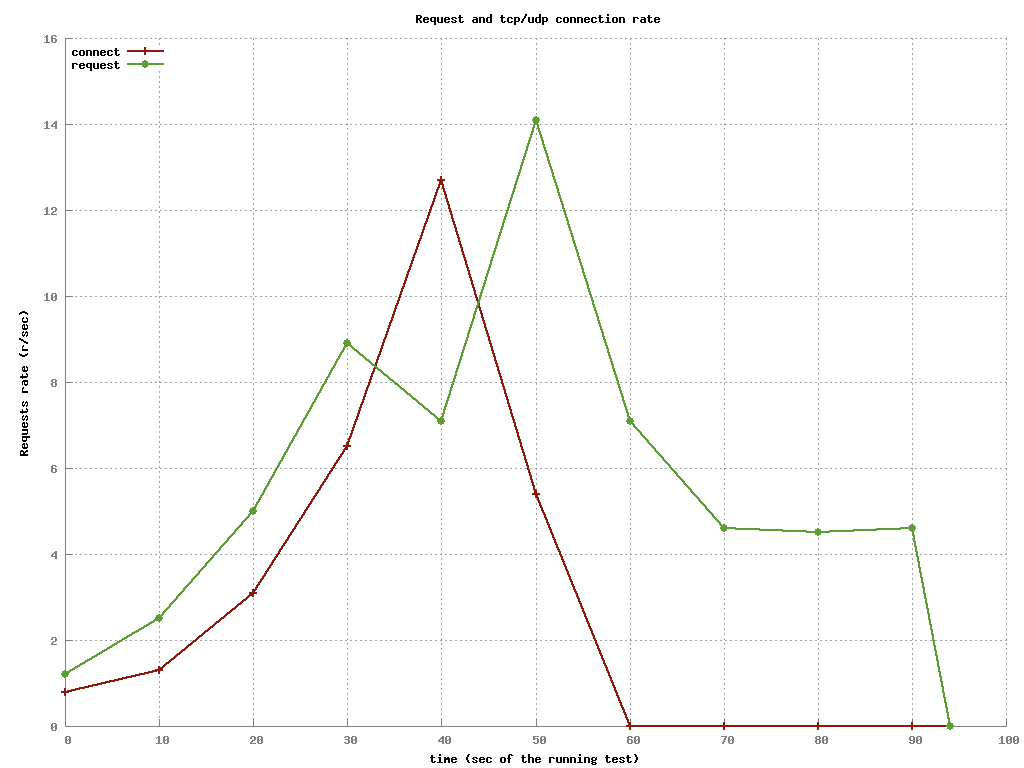 Request and tcp/udp connection rate
16
connect
request
14
12
10
8
6
4
2
0
Requests rate (r/sec)
0 10 20 30 40 50 60 70 80 90 100
time (sec of the running test)